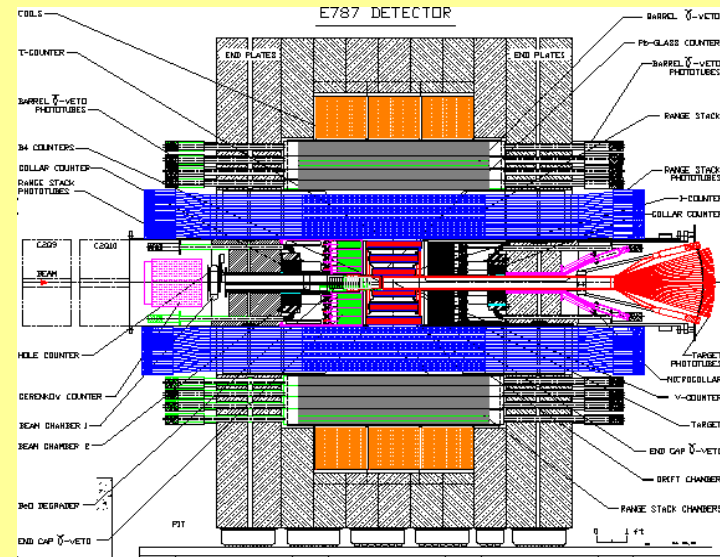 E787 DETECTOR
COILS
T-COUNTER
BARREL γ-VETO
PHOTOTUBES
B4 COUNTERS
COLLAR COUNTER
RANGE STACK
PHOTOTUBES
C2Q9
C2Q10
BEAM
HOLE COUNTER
CERENKOV COUNTER
BEAM CHAMBER 1
BEAM CHAMBER 2
BeO DEGRADER
END CAP γ-VETO
END PLATES
END PLATES
PIT
BARREL γ-VETO
Pb-GLASS COUNTER
BARREL γ-VETO
PHOTOTUBES
RANGE STACK
RANGE STACK
PHOTOTUBES
I-COUNTER
COLLAR COUNTER
TARGET
PHOTOTUBES
MICROCOLLAR
V-COUNTER
TARGET
END CAP γ-VETO
DRIFT CHAMBER
RANGE STACK CHAMBERS
0 1 ft